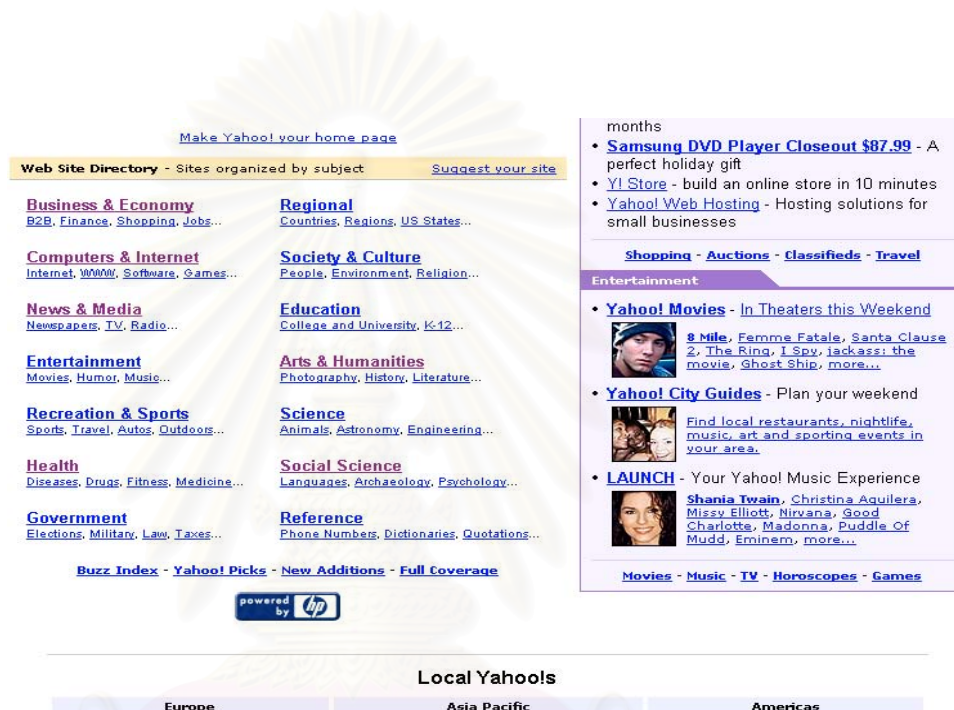 Make Yahoo! your home page
Web Site Directory - Sites organized by subject Suggest your site
Business & Economy
B2B, Finance, Shopping, Jobs...
Computers & Internet
Internet, WWW, Software, Games...
News & Media
Newspapers, TV, Radio...
Entertainment
Movies, Humor, Music...
Recreation & Sports
Sports, Travel, Autos, Outdoors...
Health
Diseases, Drugs, Fitness, Medicine...
Government
Elections, Military, Law, Taxes...
Regional
Countries, Regions, US States...
Society & Culture
People, Environment, Religion...
Education
College and University, K-12...
Arts & Humanities
Photography, History, Literature...
Science
Animals, Astronomy, Engineering...
Social Science
Languages, Archaeology, Psychology...
Reference
Phone Numbers, Dictionaries, Quotations...
Buzz Index - Yahoo! Picks - New Additions - Full Coverage
powered
by hp
months
• Samsung DVD Player Closeout $87.99 - A
perfect holiday gift
• Y! Store - build an online store in 10 minutes
• Yahoo! Web Hosting - Hosting solutions for
small businesses
Shopping - Auctions - Classifieds - Travel
Entertainment
• Yahoo! Movies - In Theaters this Weekend
8 Mile, Femme Fatale, Santa Clause
2, The Ring, I Spy, jackass: the
movie, Ghost Ship, more...
• Yahoo! City Guides - Plan your weekend
Find local restaurants, nightlife,
music, art and sporting events in
your area.
• LAUNCH - Your Yahoo! Music Experience
Shania Twain, Christina Aguilera,
Missy Elliott, Nirvana, Good
Charlotte, Madonna, Puddle Of
Mudd, Eminem, more...
Movies - Music - TV - Horoscopes - Games
Local Yahoo!s
Europe Asia Pacific Americas